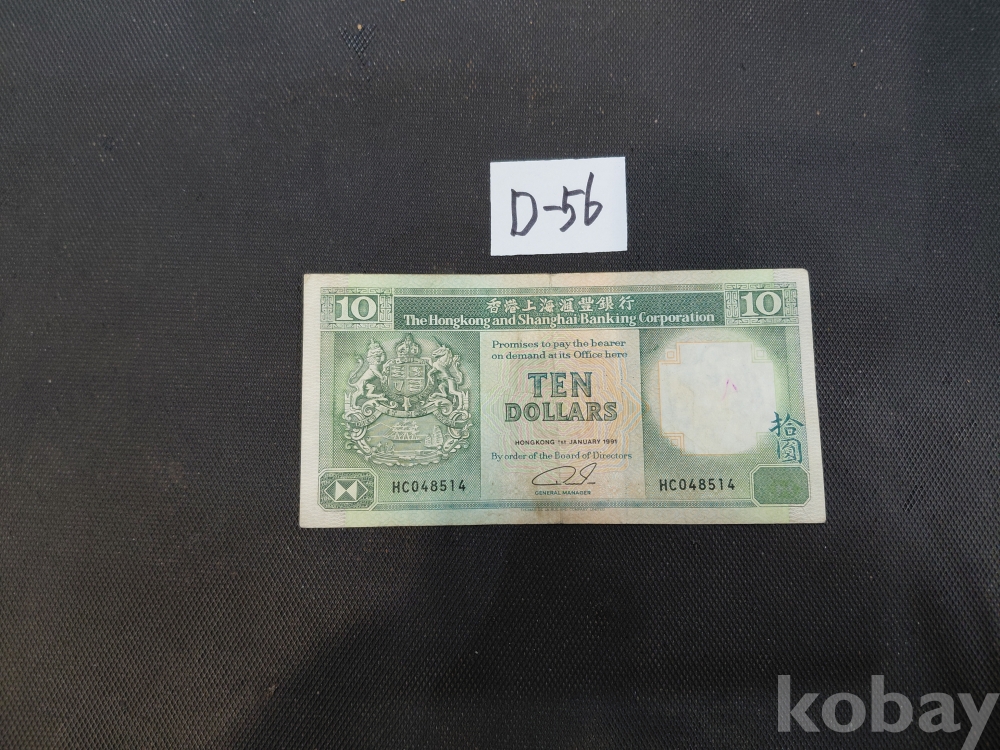 D-56
10 香港上海滙豐銀行 10
The Hongkong and Shanghai Banking Corporation
Promises to pay the bearer
on demand at its Office here
TEN
DOLLARS
HONGKONG 1ST JANUARY 1991
By order of the Board of Directors
GENERAL MANAGER
HC048514
HC048514
拾圓
kobay